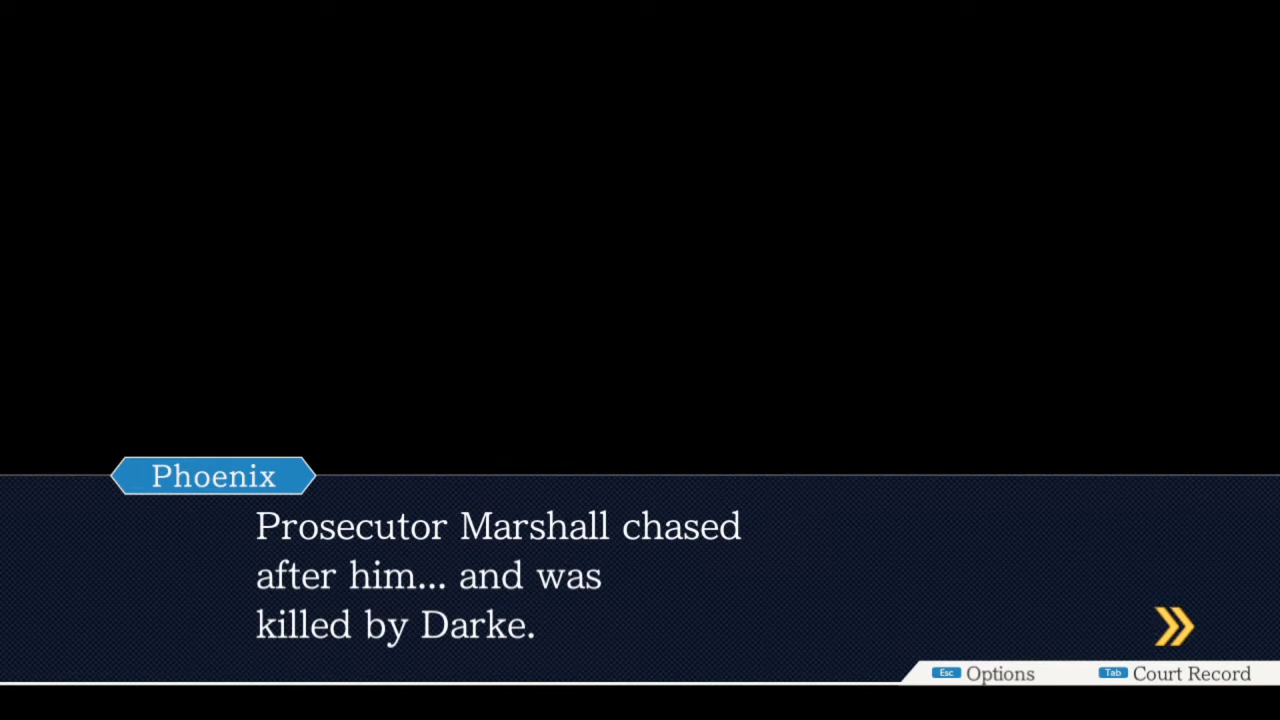 Phoenix
Prosecutor Marshall chased
after him... and was
killed by Darke.
Esc Options Tab Court Record